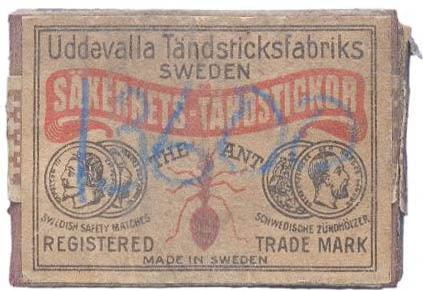 Uddevalla Tändsticksfabriks
SWEDEN
SÄKERHETS-TÄNDSTICKOR
THE ANT
SWEDISH SAFETY MATCHES
SCHWEDISCHE ZÜNDHÖLZER
REGISTERED TRADE MARK
MADE IN SWEDEN